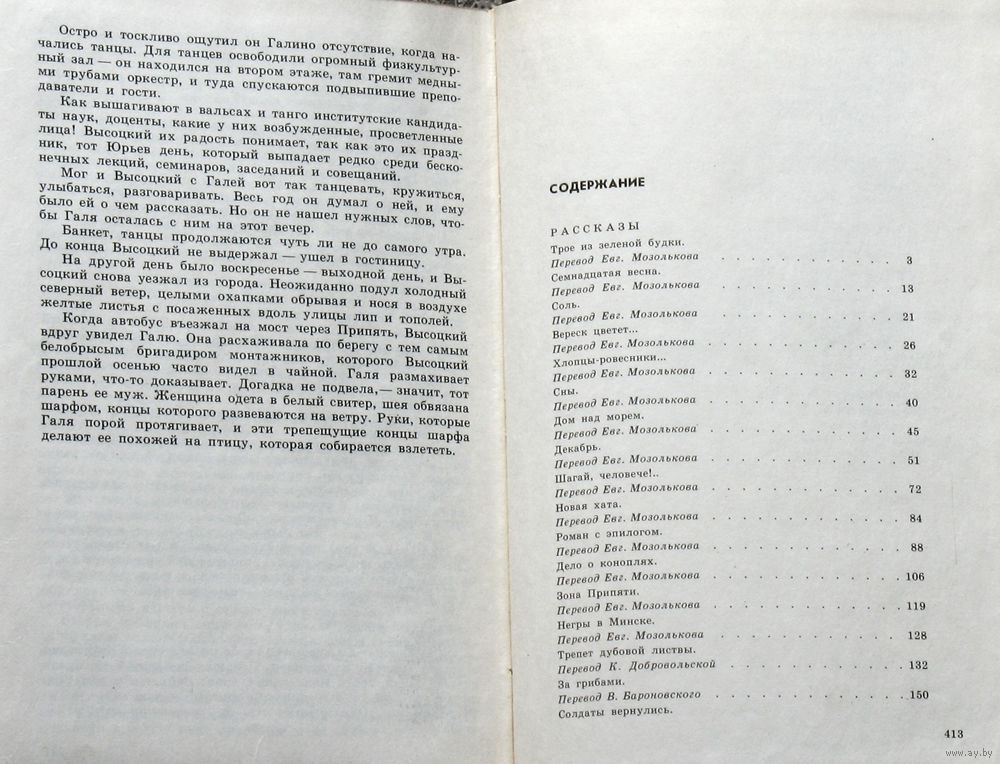 Остро и тоскливо ощутил он Галино отсутствие, когда на-
чались танцы. Для танцев освободили огромный физкультур-
ный зал — он находился на втором этаже, там гремит медны-
ми трубами оркестр, и туда спускаются подвыпившие препо-
даватели и гости.
Как вышагивают в вальсах и танго институтские кандида-
ты наук, доценты, какие у них возбужденные, просветленные
лица! Высоцкий их радость понимает, так как это их празд-
ник, тот Юрьев день, который выпадает редко среди беско-
нечных лекций, семинаров, заседаний и совещаний.
Мог и Высоцкий с Галей вот так танцевать, кружиться,
улыбаться, разговаривать. Весь год он думал о ней, и ему
было ей о чем рассказать. Но он не нашел нужных слов, что-
бы Галя осталась с ним на этот вечер.
Банкет, танцы продолжаются чуть ли не до самого утра.
До конца Высоцкий не выдержал — ушел в гостиницу.
На другой день было воскресенье — выходной день, и Вы-
соцкий снова уезжал из города. Неожиданно подул холодный
северный ветер, целыми охапками обрывая и нося в воздухе
желтые листья с посаженных вдоль улицы лип и тополей.
Когда автобус въезжал на мост через Припять, Высоцкий
вдруг увидел Галю. Она расхаживала по берегу с тем самым
белобрысым бригадиром монтажников, которого Высоцкий
прошлой осенью часто видел в чайной. Галя размахивает
руками, что-то доказывает. Догадка не подвела,— значит, тот
парень ее муж. Женщина одета в белый свитер, шея обвязана
шарфом, концы которого развеваются на ветру. Руки, которые
Галя порой протягивает, и эти трепещущие концы шарфа
делают ее похожей на птицу, которая собирается взлететь.
СОДЕРЖАНИЕ
РАССКАЗЫ
Трое из зеленой будки.
Перевод Евг. Мозолькова . . . . . . . . . . 3
Семнадцатая весна.
Перевод Евг. Мозолькова . . . . . . . . . . 13
Соль.
Перевод Евг. Мозолькова . . . . . . . . . . 21
Вереск цветет...
Перевод Евг. Мозолькова . . . . . . . . . . 26
Хлопцы-ровесники...
Перевод Евг. Мозолькова . . . . . . . . . . 32
Сны.
Перевод Евг. Мозолькова . . . . . . . . . . 40
Дом над морем.
Перевод Евг. Мозолькова . . . . . . . . . . 45
Декабрь.
Перевод Евг. Мозолькова . . . . . . . . . . 51
Шагай, человече!..
Перевод Евг. Мозолькова . . . . . . . . . . 72
Новая хата.
Перевод Евг. Мозолькова . . . . . . . . . . 84
Роман с эпилогом.
Перевод Евг. Мозолькова . . . . . . . . . . 88
Дело о коноплях.
Перевод Евг. Мозолькова . . . . . . . . . . 106
Зона Припяти.
Перевод Евг. Мозолькова . . . . . . . . . . 119
Негры в Минске.
Перевод Евг. Мозолькова . . . . . . . . . . 128
Трепет дубовой листвы.
Перевод К. Добровольской . . . . . . . . . . 132
За грибами.
Перевод В. Бароновского . . . . . . . . . . 150
Солдаты вернулись.
413
www.ay.by